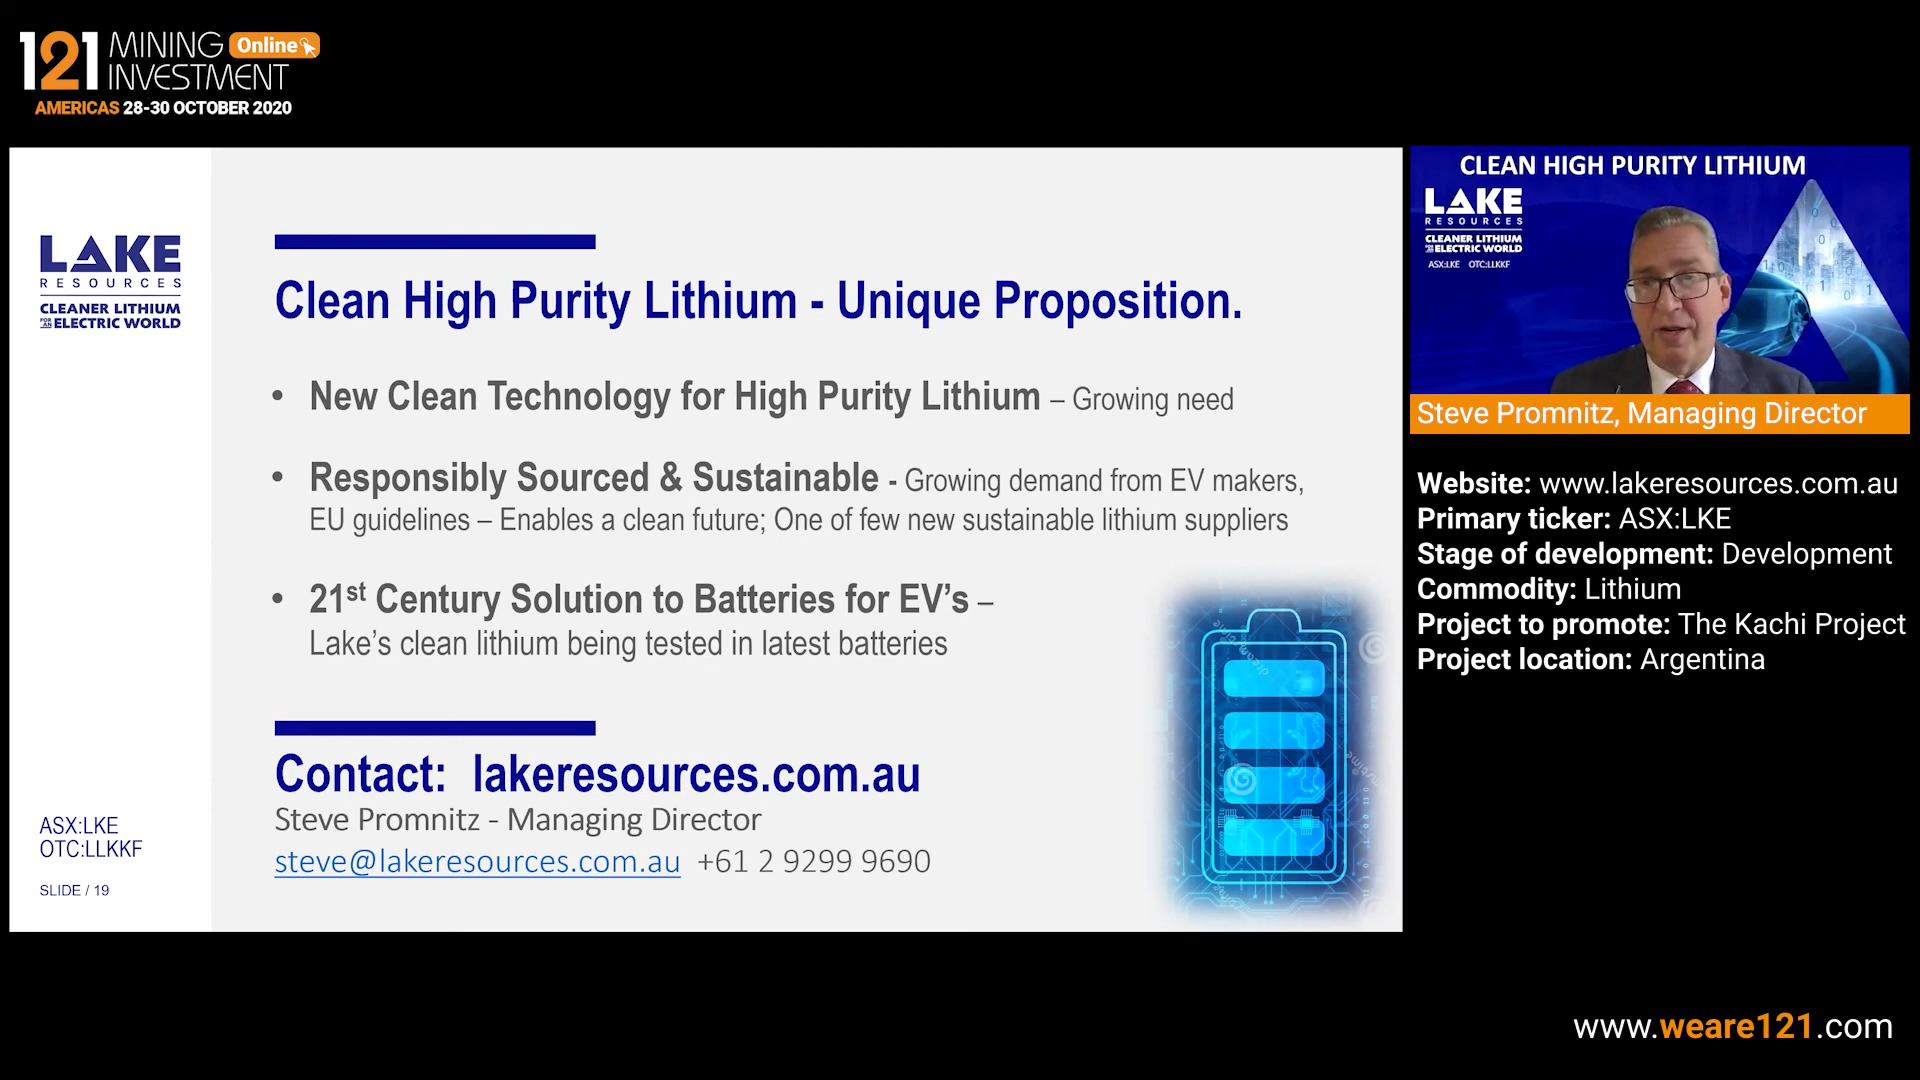 121 MINING Online
INVESTMENT
AMERICAS 28-30 OCTOBER 2020
LAKE
RESOURCES
CLEANER LITHIUM
FOR AN ELECTRIC WORLD
Clean High Purity Lithium - Unique Proposition.
• New Clean Technology for High Purity Lithium – Growing need
• Responsibly Sourced & Sustainable - Growing demand from EV makers,
EU guidelines – Enables a clean future; One of few new sustainable lithium suppliers
• 21st Century Solution to Batteries for EV's –
Lake's clean lithium being tested in latest batteries
Contact: lakeresources.com.au
Steve Promnitz - Managing Director
steve@lakeresources.com.au +61 2 9299 9690
ASX:LKE
OTC:LLKKF
SLIDE / 19
CLEAN HIGH PURITY LITHIUM
LAKE
RESOURCES
CLEANER LITHIUM
FOR AN ELECTRIC WORLD
ASX:LKE OTC:LLKKF
Steve Promnitz, Managing Director
Website: www.lakeresources.com.au
Primary ticker: ASX:LKE
Stage of development: Development
Commodity: Lithium
Project to promote: The Kachi Project
Project location: Argentina
www.weare121.com